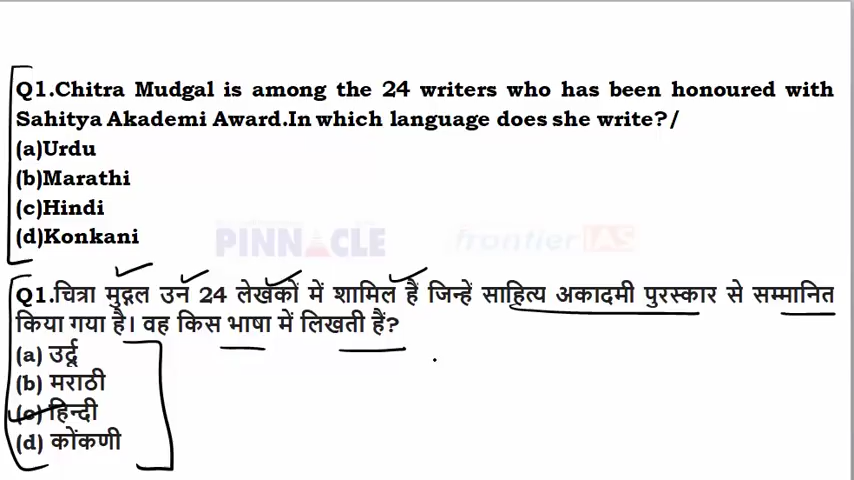 Q1.Chitra Mudgal is among the 24 writers who has been honoured with
Sahitya Akademi Award.In which language does she write?/
(a)Urdu
(b)Marathi
(c)Hindi
(d)Konkani
PINNACLE frontier IAS
Q1.चित्रा मुद्गल उन 24 लेखकों में शामिल हैं जिन्हें साहित्य अकादमी पुरस्कार से सम्मानित
किया गया है। वह किस भाषा में लिखती हैं?
(a) उर्दू
(b) मराठी
(c) हिन्दी
(d) कोंकणी